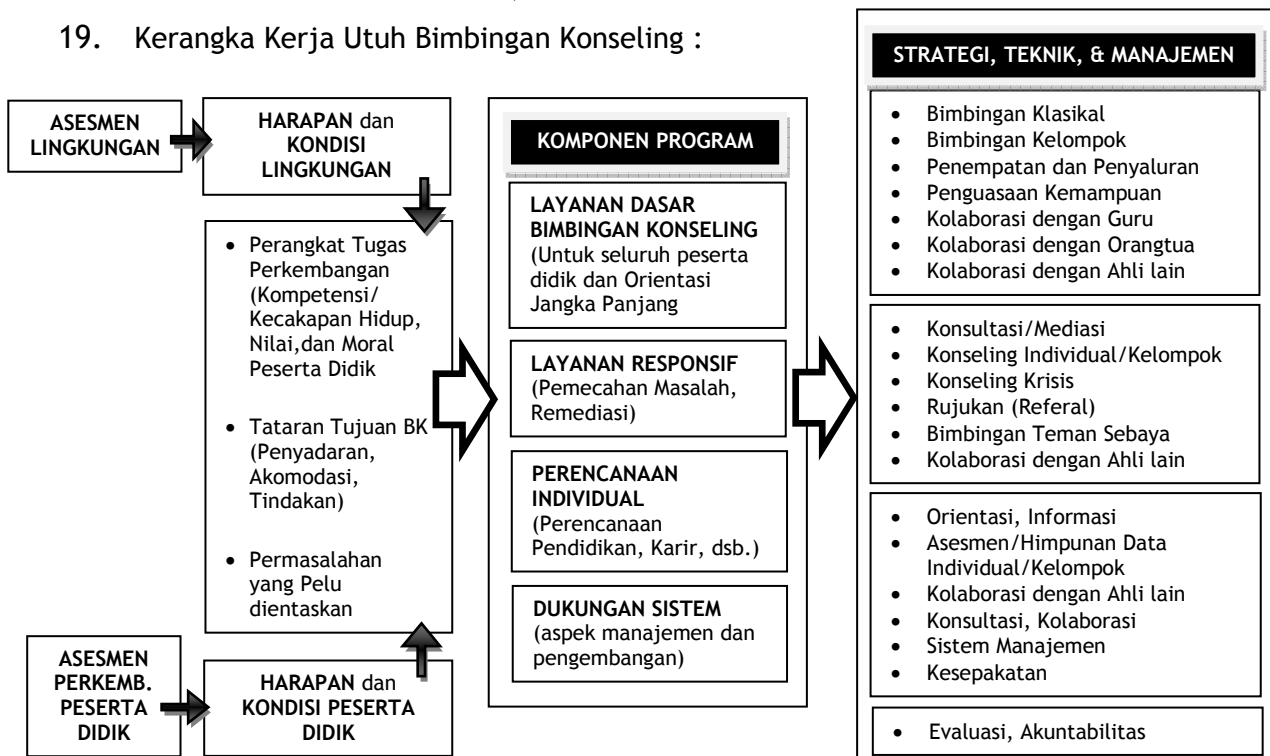 19. Kerangka Kerja Utuh Bimbingan Konseling :
ASESMEN
LINGKUNGAN
HARAPAN dan
KONDISI
LINGKUNGAN
• Perangkat Tugas
Perkembangan
(Kompetensi/
Kecakapan Hidup,
Nilai,dan Moral
Peserta Didik
• Tataran Tujuan BK
(Penyadaran,
Akomodasi,
Tindakan)
• Permasalahan
yang Pelu
dientaskan
ASESMEN
PERKEMB.
PESERTA
DIDIK
HARAPAN dan
KONDISI PESERTA
DIDIK
KOMPONEN PROGRAM
LAYANAN DASAR
BIMBINGAN KONSELING
(Untuk seluruh peserta
didik dan Orientasi
Jangka Panjang
LAYANAN RESPONSIF
(Pemecahan Masalah,
Remediasi)
PERENCANAAN
INDIVIDUAL
(Perencanaan
Pendidikan, Karir, dsb.)
DUKUNGAN SISTEM
(aspek manajemen dan
pengembangan)
STRATEGI, TEKNIK, & MANAJEMEN
• Bimbingan Klasikal
• Bimbingan Kelompok
• Penempatan dan Penyaluran
• Penguasaan Kemampuan
• Kolaborasi dengan Guru
• Kolaborasi dengan Orangtua
• Kolaborasi dengan Ahli lain
• Konsultasi/Mediasi
• Konseling Individual/Kelompok
• Konseling Krisis
• Rujukan (Referal)
• Bimbingan Teman Sebaya
• Kolaborasi dengan Ahli lain
• Orientasi, Informasi
• Asesmen/Himpunan Data
Individual/Kelompok
• Kolaborasi dengan Ahli lain
• Konsultasi, Kolaborasi
• Sistem Manajemen
• Kesepakatan
• Evaluasi, Akuntabilitas